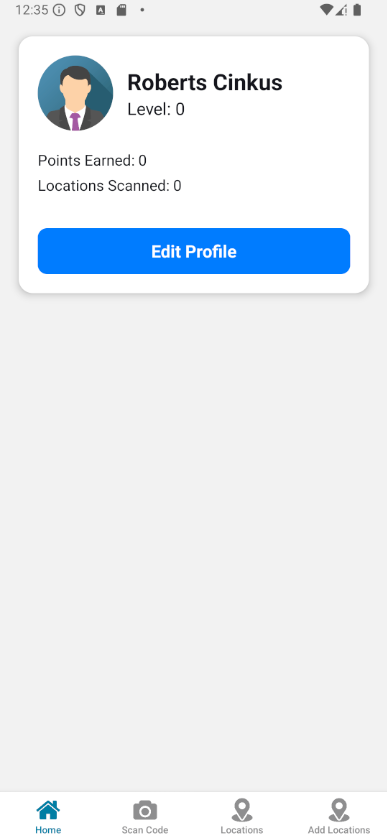 12:35
Roberts Cinkus
Level: 0
Points Earned: 0
Locations Scanned: 0
Edit Profile
Home
Scan Code
Locations
Add Locations